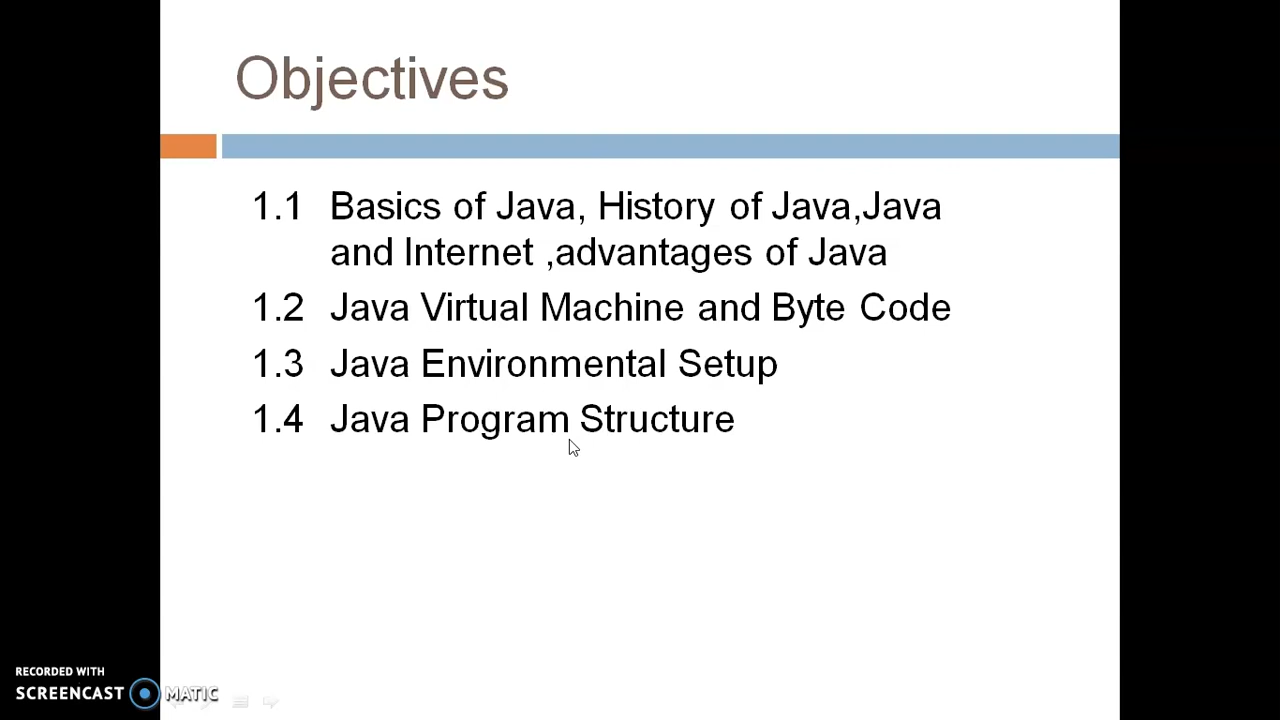 Objectives
1.1 Basics of Java, History of Java,Java
and Internet ,advantages of Java
1.2 Java Virtual Machine and Byte Code
1.3 Java Environmental Setup
1.4 Java Program Structure
RECORDED WITH
SCREENCAST MATIC